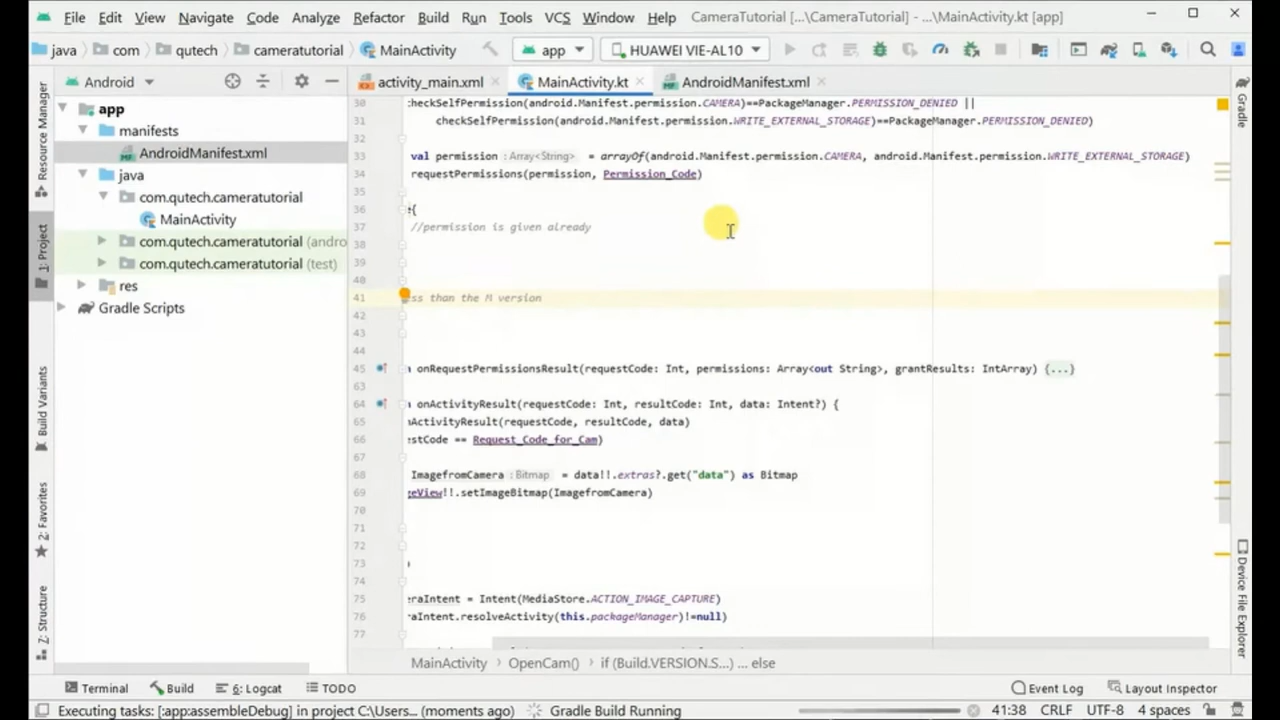 File Edit View Navigate Code Analyze Refactor Build Run Tools VCS Window Help CameraTutorial [...\CameraTutorial] - ...\MainActivity.kt [app]
java com qutech cameratutorial MainActivity app HUAWEI VIE-AL10
Android activity_main.xml MainActivity.kt AndroidManifest.xml
Resource Manager
1: Project
Build Variants
2: Favorites
7: Structure
app
manifests
AndroidManifest.xml
java
com.qutech.cameratutorial
MainActivity
com.qutech.cameratutorial (andro
com.qutech.cameratutorial (test)
res
Gradle Scripts
30 :heckSelfPermission(android.Manifest.permission.CAMERA)==PackageManager.PERMISSION_DENIED ||
31 checkSelfPermission(android.Manifest.permission.WRITE_EXTERNAL_STORAGE)==PackageManager.PERMISSION_DENIED)
32
33 val permission :Array<String> = arrayOf(android.Manifest.permission.CAMERA, android.Manifest.permission.WRITE_EXTERNAL_STORAGE)
34 requestPermissions(permission, Permission_Code)
35
36 e{
37 //permission is given already
38
39
40
41 ss than the M version
42
43
44
45 onRequestPermissionsResult(requestCode: Int, permissions: Array<out String>, grantResults: IntArray) {...}
63
64 onActivityResult(requestCode: Int, resultCode: Int, data: Intent?) {
65 ActivityResult(requestCode, resultCode, data)
66 estCode == Request_Code_for_Cam)
67
68 ImagefromCamera :Bitmap = data!!.extras?.get("data") as Bitmap
69 geView!!.setImageBitmap(ImagefromCamera)
70
71
72
73
74
75 eraIntent = Intent(MediaStore.ACTION_IMAGE_CAPTURE)
76 raIntent.resolveActivity(this.packageManager)!=null)
77
MainActivity OpenCam() if (Build.VERSION.S...) ... else
Gradle
Device File Explorer
Terminal Build 6: Logcat TODO Event Log Layout Inspector
Executing tasks: [:app:assembleDebug] in project C:\Users... (moments ago) Gradle Build Running 41:38 CRLF UTF-8 4 spaces